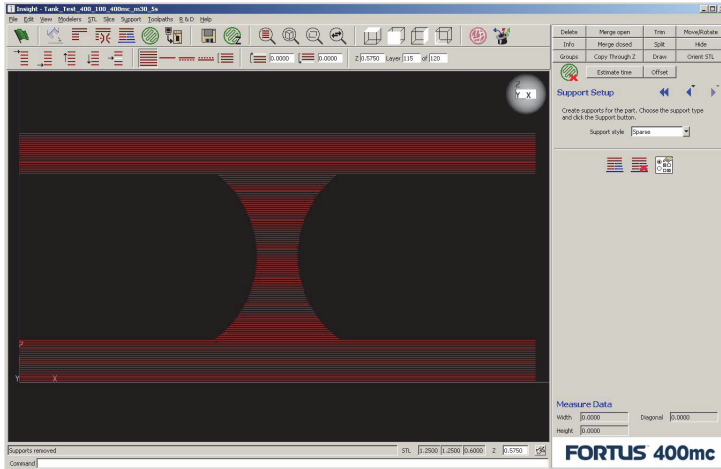 Insight - Tank_Test_400_100_400mc_m30_5s
File Edit View Modelers STL Slice Support Toolpaths R&D Help
0.0000 0.0000 Z 0.5750 Layer 115 of 120
Z
Y X
Y X
Supports removed STL 1.2500 1.2500 0.6000 Z 0.5750
Command
Delete Merge open Trim Move/Rotate
Info Merge closed Split Hide
Groups Copy Through Z Draw Orient STL
Estimate time Offset
Support Setup
Create supports for the part. Choose the support type
and click the Support button.
Support style Sparse
Measure Data
Width 0.0000 Diagonal 0.0000
Height 0.0000
FORTUS 400mc